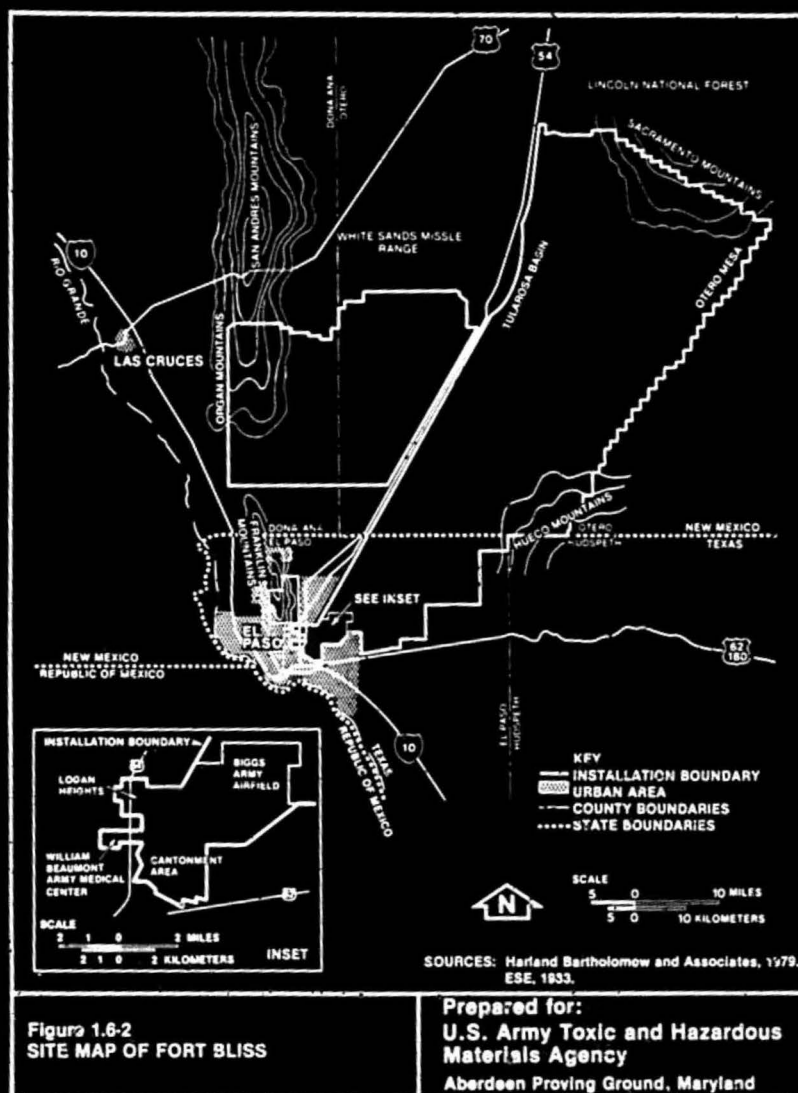 70
54
LINCOLN NATIONAL FOREST
DONA ANA
OTERO
SACRAMENTO MOUNTAINS
SAN ANDRES MOUNTAINS
WHITE SANDS MISSLE
RANGE
10
RIO GRANDE
TULAROSA BASIN
OTERO MESA
LAS CRUCES
ORGAN MOUNTAINS
HUECO MOUNTAINS
DONA ANA
EL PASO
FRANKLIN
MOUNTAINS
OTERO
HUDSPETH
NEW MEXICO
TEXAS
SEE INSET
EL
PASO
NEW MEXICO
REPUBLIC OF MEXICO
62
180
EL PASO
HUDSPETH
TEXAS
REPUBLIC OF MEXICO
10
INSTALLATION BOUNDARY
LOGAN
HEIGHTS
BIGGS
ARMY
AIRFIELD
WILLIAM
BEAUMONT
ARMY MEDICAL
CENTER
CANTONMENT
AREA
SCALE
2 1 0 2 MILES
2 1 0 2 KILOMETERS
INSET
KEY
INSTALLATION BOUNDARY
URBAN AREA
COUNTY BOUNDARIES
STATE BOUNDARIES
N
SCALE
5 0 10 MILES
5 0 10 KILOMETERS
SOURCES: Harland Bartholomew and Associates, 1979.
ESE, 1933.
Figure 1.6-2
SITE MAP OF FORT BLISS
Prepared for:
U.S. Army Toxic and Hazardous
Materials Agency
Aberdeen Proving Ground, Maryland